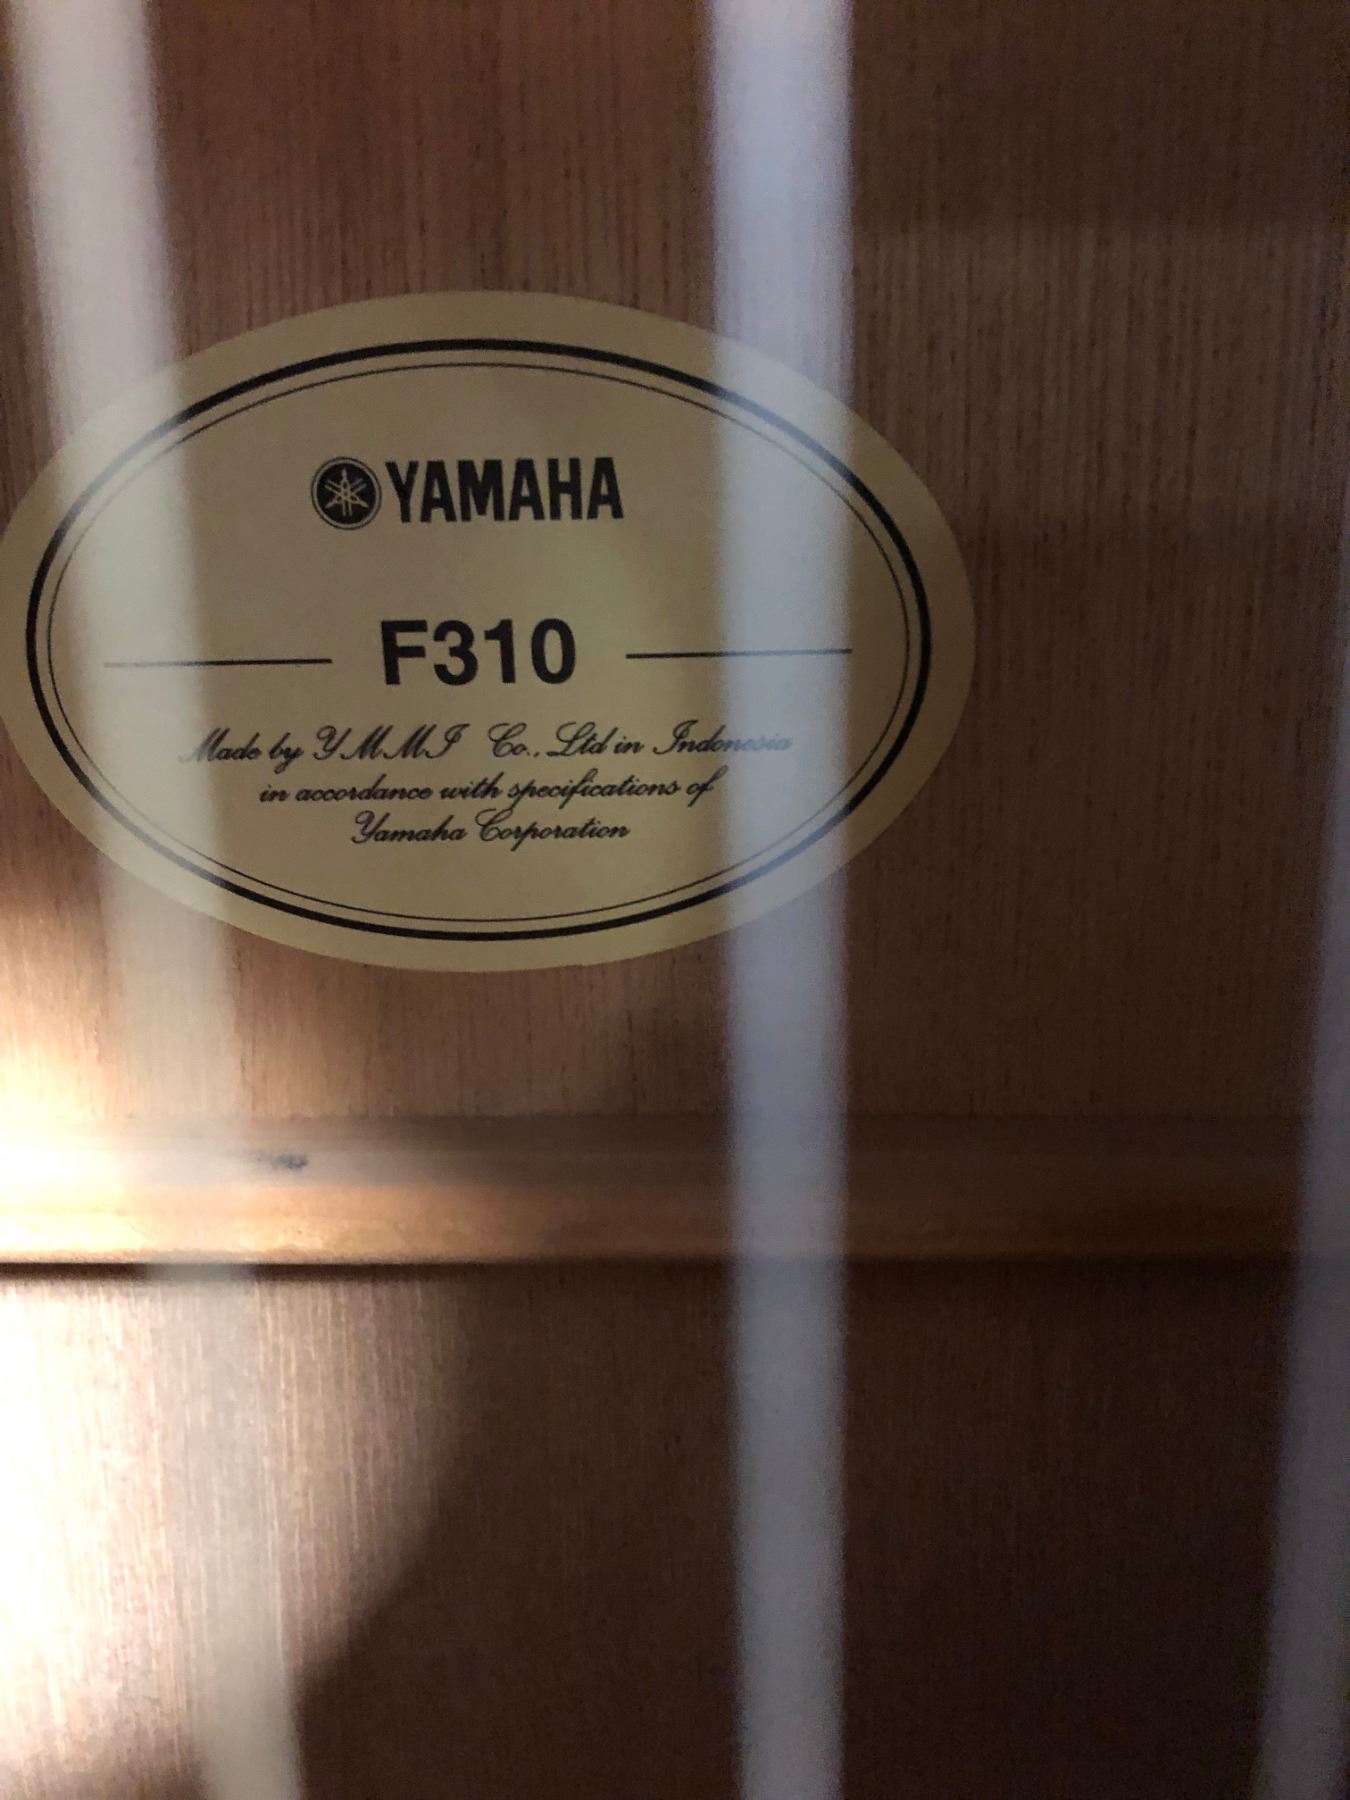 YAMAHA
F310
Made by YMMI Co., Ltd in Indonesia
in accordance with specifications of
Yamaha Corporation